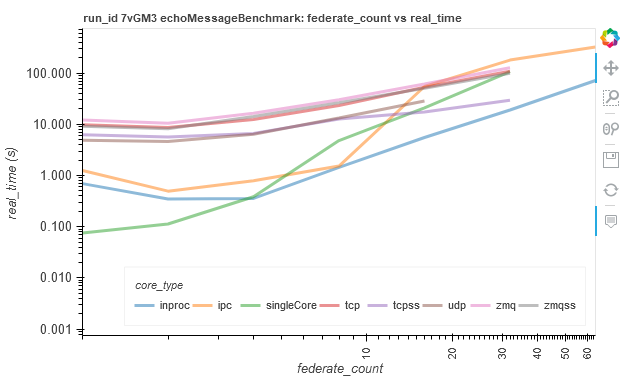 run_id 7vGM3 echoMessageBenchmark: federate_count vs real_time
real_time (s)
100.000
10.000
1.000
0.100
0.010
0.001
core_type
inproc ipc singleCore tcp tcpss udp zmq zmqss
10 20 30 40 50 60
federate_count